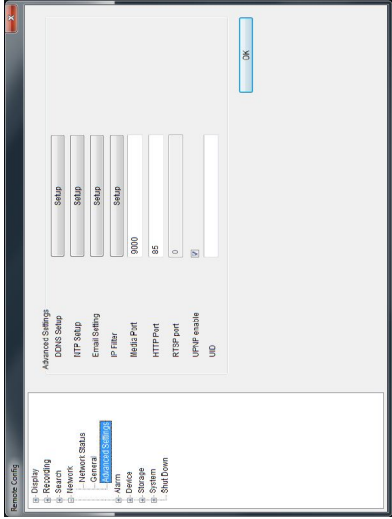 Remote Config
X
Display
Recording
Search
Network
Network Status
General
Advanced Settings
Alarm
Device
Storage
System
Shut Down
Advanced Settings
DDNS Setup Setup
NTP Setup Setup
Email Setting Setup
IP Filter Setup
Media Port 9000
HTTP Port 85
RTSP port 0
UPNP enable
UID
OK